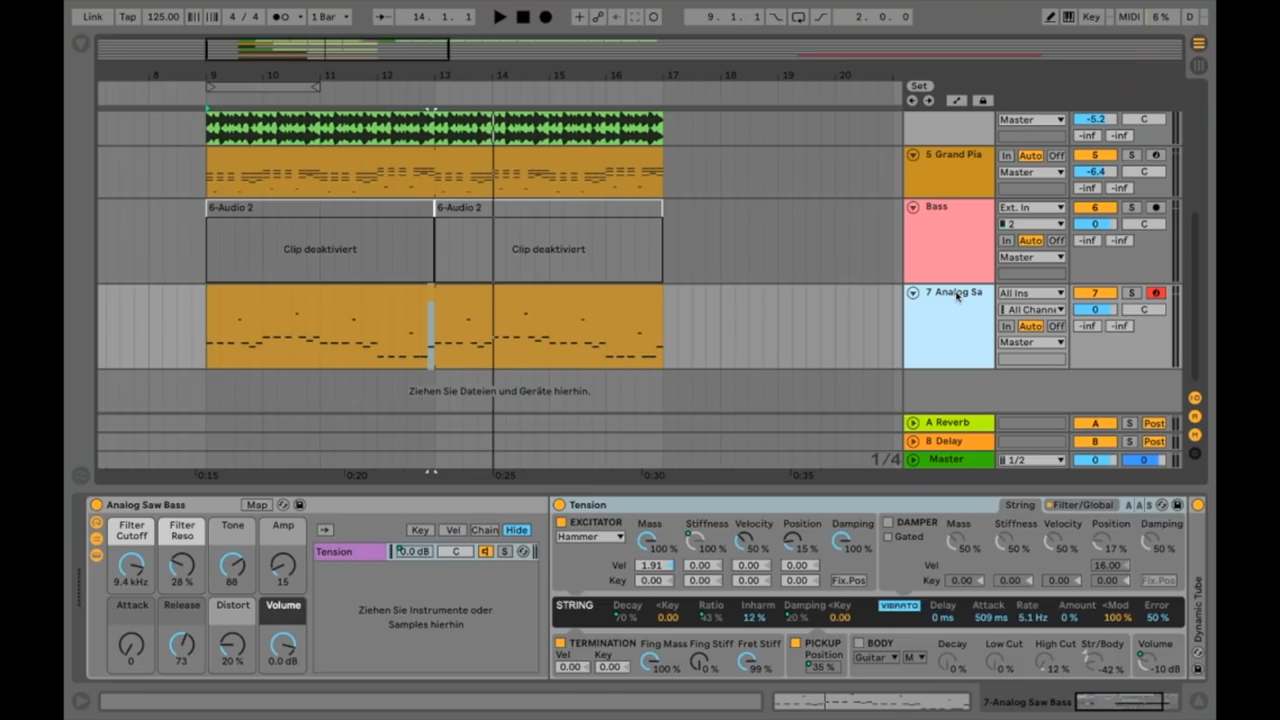 Link Tap 125.00 4 / 4 1 Bar 14. 1. 1 9. 1. 1 2. 0. 0 Key MIDI 6 % D
8 9 10 11 12 13 14 15 16 17 18 19 20
Set
Master -5.2 C
-inf -inf
5 Grand Pia In Auto Off 5 S
Master -6.4 C
-inf -inf
6-Audio 2 6-Audio 2 Bass Ext. In 6 S
2 0 C
In Auto Off -inf -inf
Clip deaktiviert Clip deaktiviert
Master
7 Analog Sa All Ins 7 S
All Channe 0 C
In Auto Off -inf -inf
Master
Ziehen Sie Dateien und Geräte hierhin.
A Reverb A S Post
B Delay B S Post
1/4 Master 1/2 0 0
0:15 0:20 0:25 0:30 0:35
Analog Saw Bass Map
Filter Cutoff Filter Reso Tone Amp
9.4 kHz 28 % 88 15
Attack Release Distort Volume
0 73 20 % 0.0 dB
Key Vel Chain Hide
Tension 0.0 dB C S
Ziehen Sie Instrumente oder
Samples hierhin
Tension String Filter/Global A A S
EXCITATOR Mass Stiffness Velocity Position Damping
Hammer 100 % 100 % 50 % 15 % 100 %
Vel 1.91 0.00 0.00 0.00
Key 0.00 0.00 0.00 0.00 Fix.Pos
DAMPER Mass Stiffness Velocity Position Damping
Gated 50 % 50 % 50 % 17 % 50 %
Vel 16.00
Key 0.00 0.00 0.00 0.00 Fix.Pos
STRING Decay <Key Ratio Inharm Damping <Key VIBRATO Delay Attack Rate Amount <Mod Error
70 % 0.00 43 % 12 % 20 % 0.00 0 ms 509 ms 5.1 Hz 0 % 100 % 50 %
TERMINATION Fing Mass Fing Stiff Fret Stiff
Vel Key
0.00 0.00 100 % 0 % 99 %
PICKUP
Position
35 %
BODY Decay Low Cut High Cut Str/Body Volume
Guitar M 0 % 0 % 12 % -42 % -10 dB
Dynamic Tube
7-Analog Saw Bass